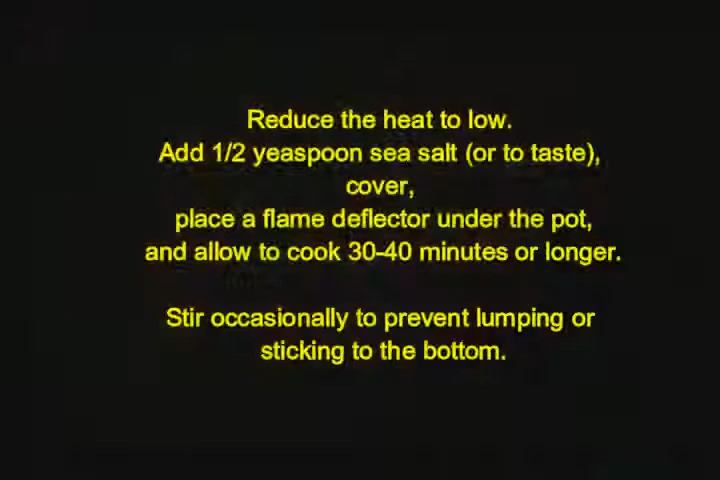 Reduce the heat to low.
Add 1/2 yeaspoon sea salt (or to taste),
cover,
place a flame deflector under the pot,
and allow to cook 30-40 minutes or longer.
Stir occasionally to prevent lumping or
sticking to the bottom.